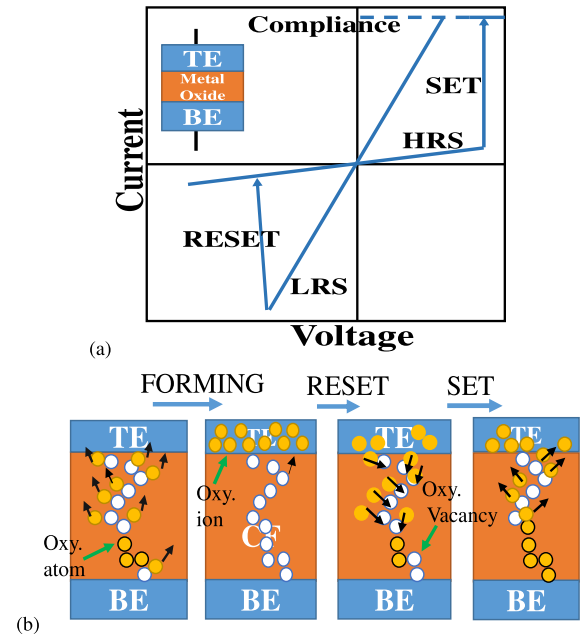 Compliance
TE
Metal
Oxide
BE
SET
HRS
Current
RESET
LRS
Voltage
(a)
FORMING RESET SET
TE TE TE TE
Oxy.
ion
Oxy.
Vacancy
CF
Oxy.
atom
BE BE BE BE
(b)